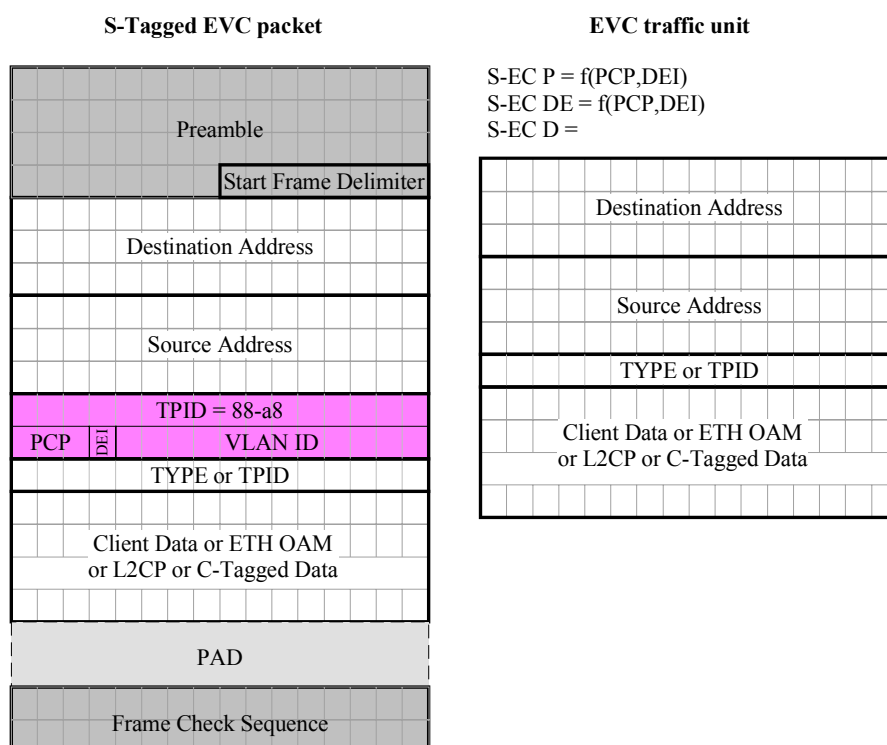 S-Tagged EVC packet
Preamble
Start Frame Delimiter
Destination Address
Source Address
TPID = 88-a8
PCP DEI VLAN ID
TYPE or TPID
Client Data or ETH OAM
or L2CP or C-Tagged Data
PAD
Frame Check Sequence
EVC traffic unit
S-EC P = f(PCP,DEI)
S-EC DE = f(PCP,DEI)
S-EC D =
Destination Address
Source Address
TYPE or TPID
Client Data or ETH OAM
or L2CP or C-Tagged Data